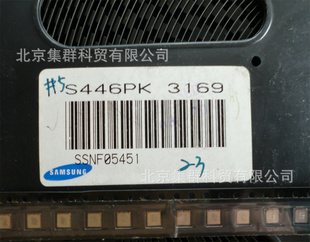 北京集群科贸有限公司
#5
S446PK 3169
SSNF05451
SAMSUNG
2-3
北京集群科贸有限公司